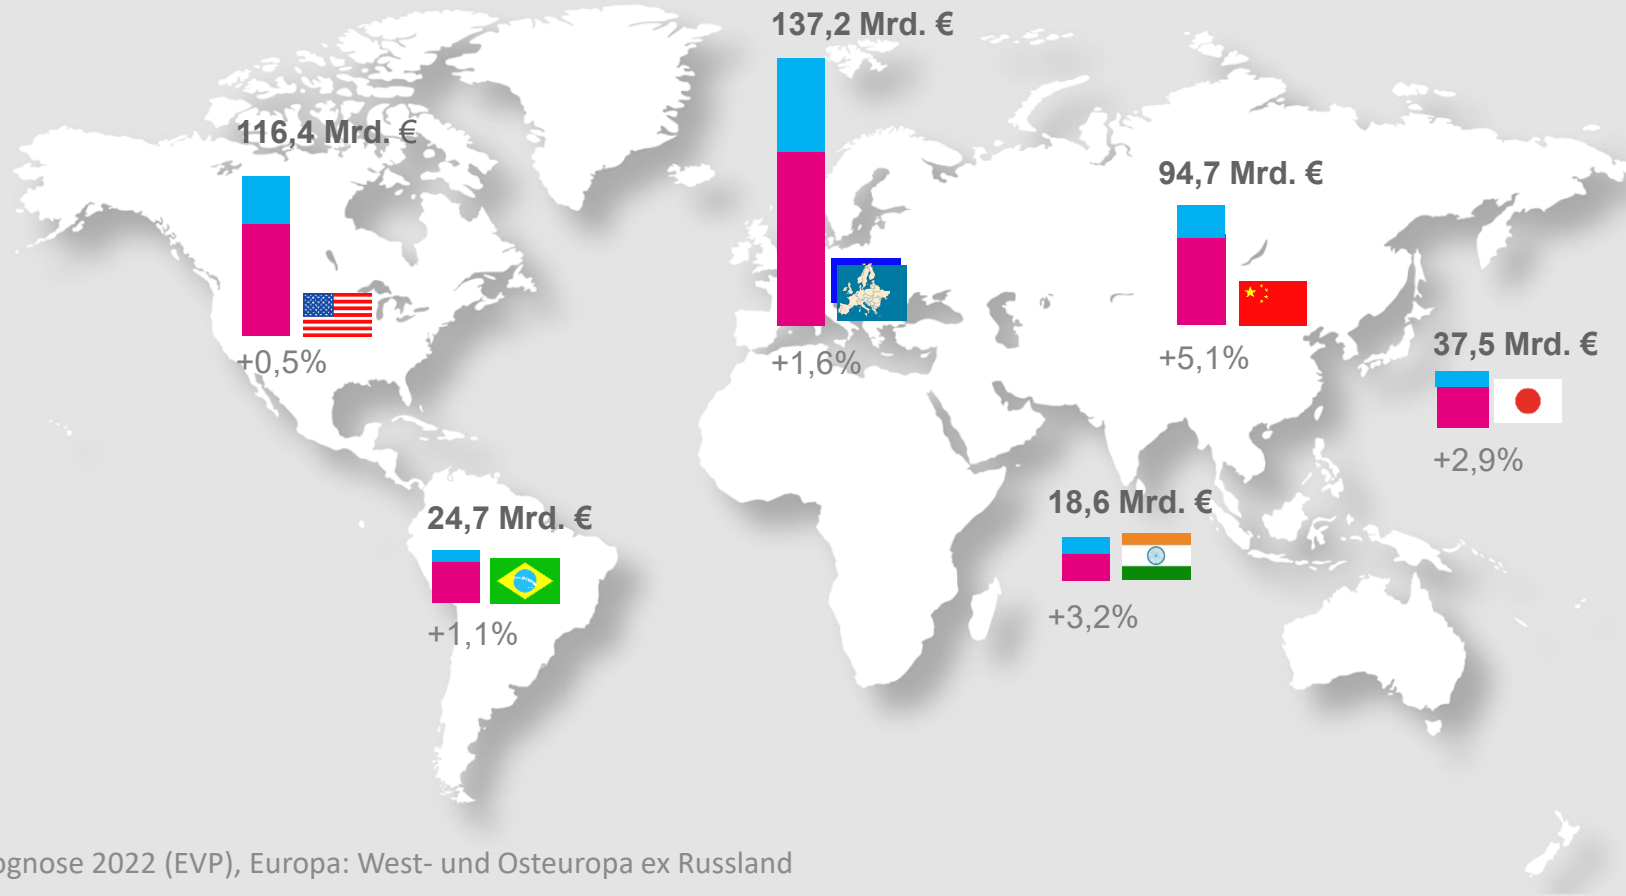 137,2 Mrd. €
116,4 Mrd. €
94,7 Mrd. €
+0,5%
+1,6%
+5,1%
37,5 Mrd. €
+2,9%
24,7 Mrd. €
18,6 Mrd. €
+1,1%
+3,2%
2022 (EVP), Europa: West- und Osteuropa ex Russland